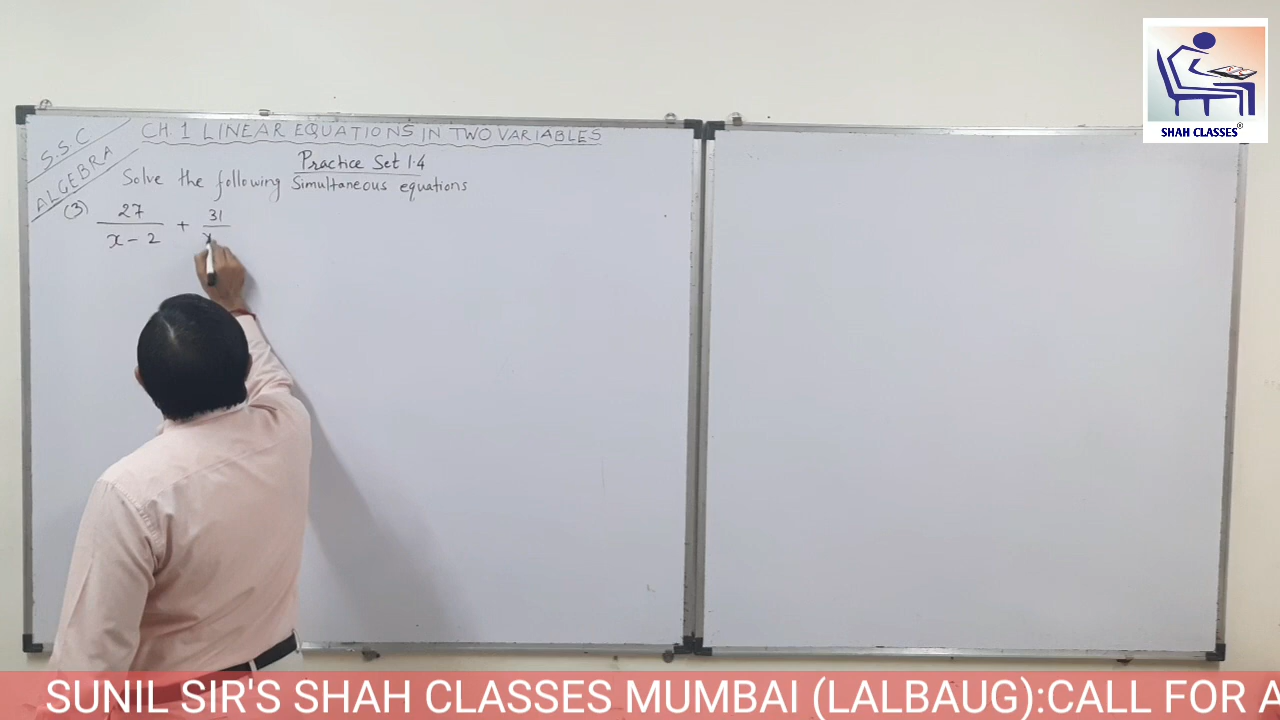 SHAH CLASSES®
S.S.C
ALGEBRA
CH. 1 LINEAR EQUATIONS IN TWO VARIABLES
Practice Set 1.4
Solve the following Simultaneous equations
(3) 27 + 31
x - 2
SUNIL SIR'S SHAH CLASSES MUMBAI (LALBAUG):CALL FOR A